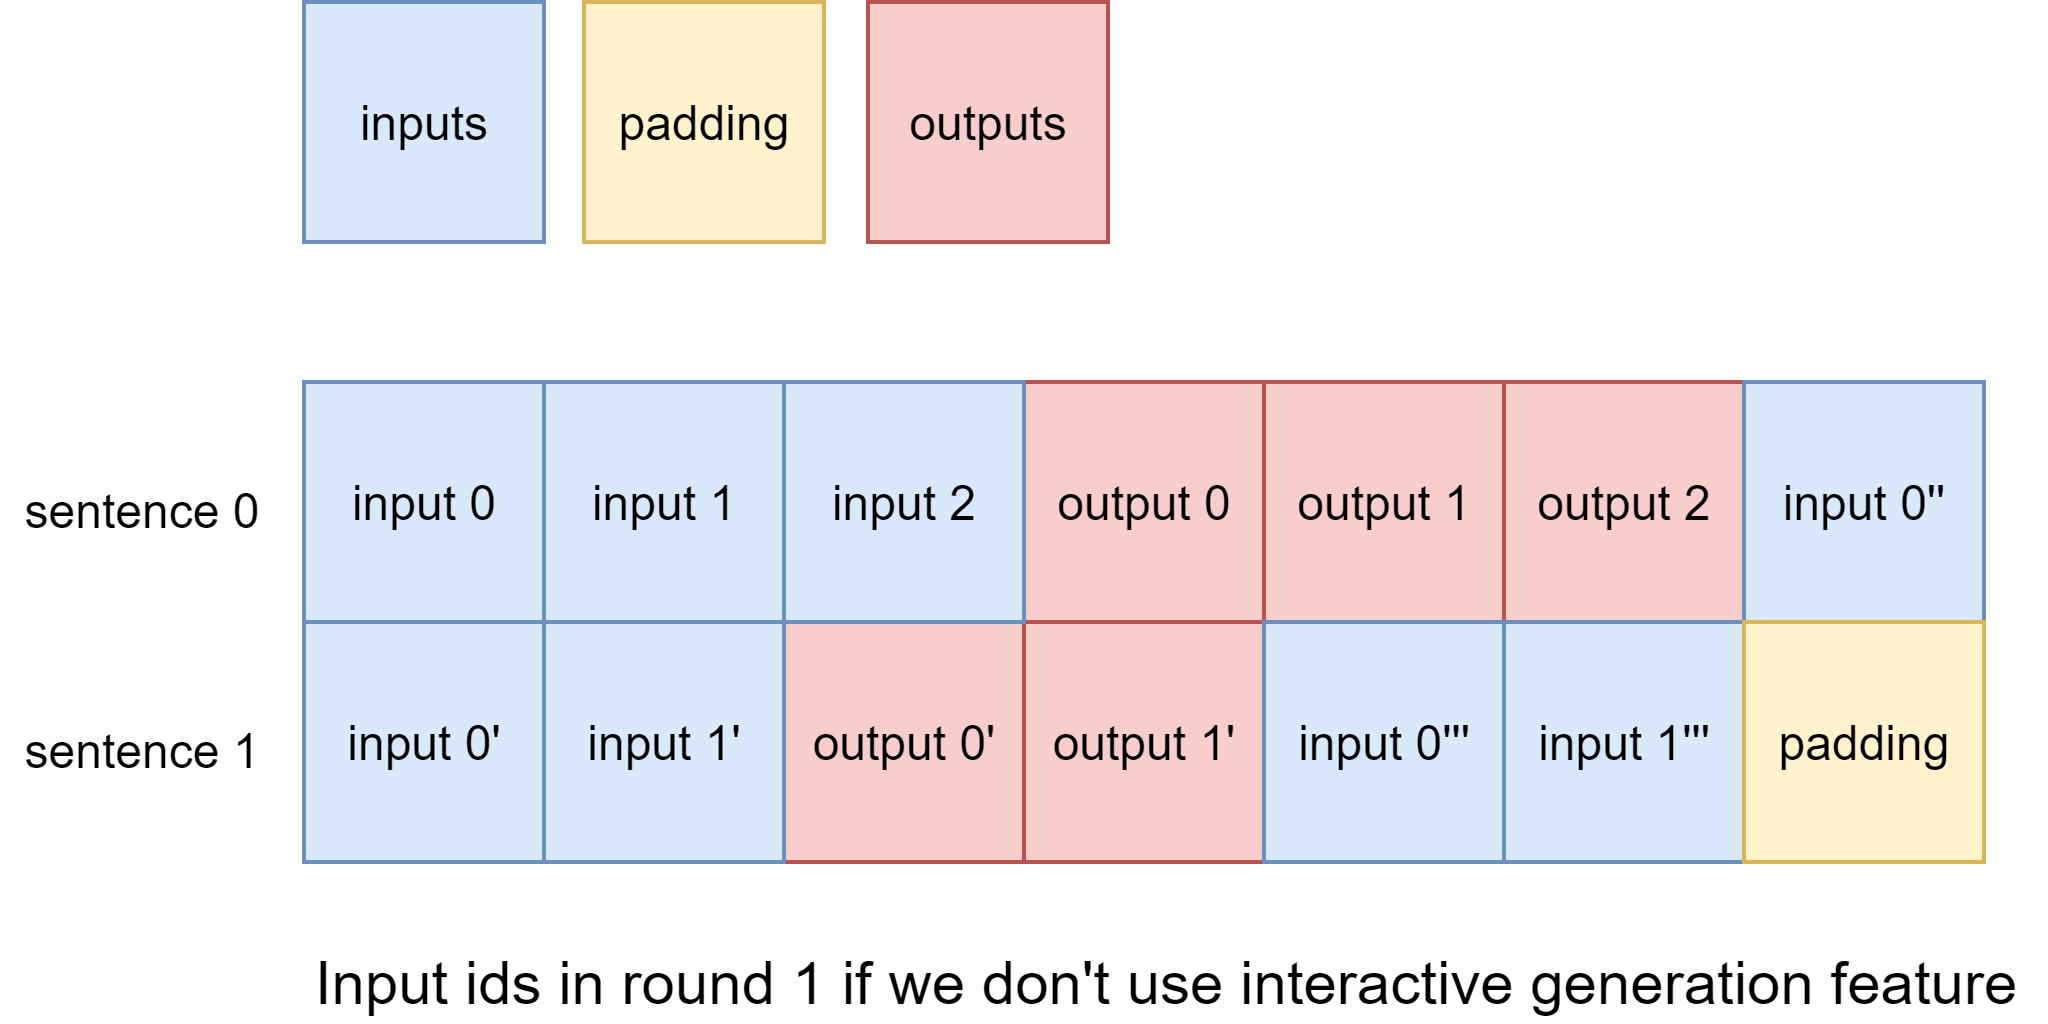 inputs padding outputs
sentence 0 input 0 input 1 input 2 output 0 output 1 output 2 input 0''
sentence 1 input 0' input 1' output 0' output 1' input 0''' input 1''' padding
Input ids in round 1 if we don't use interactive generation feature